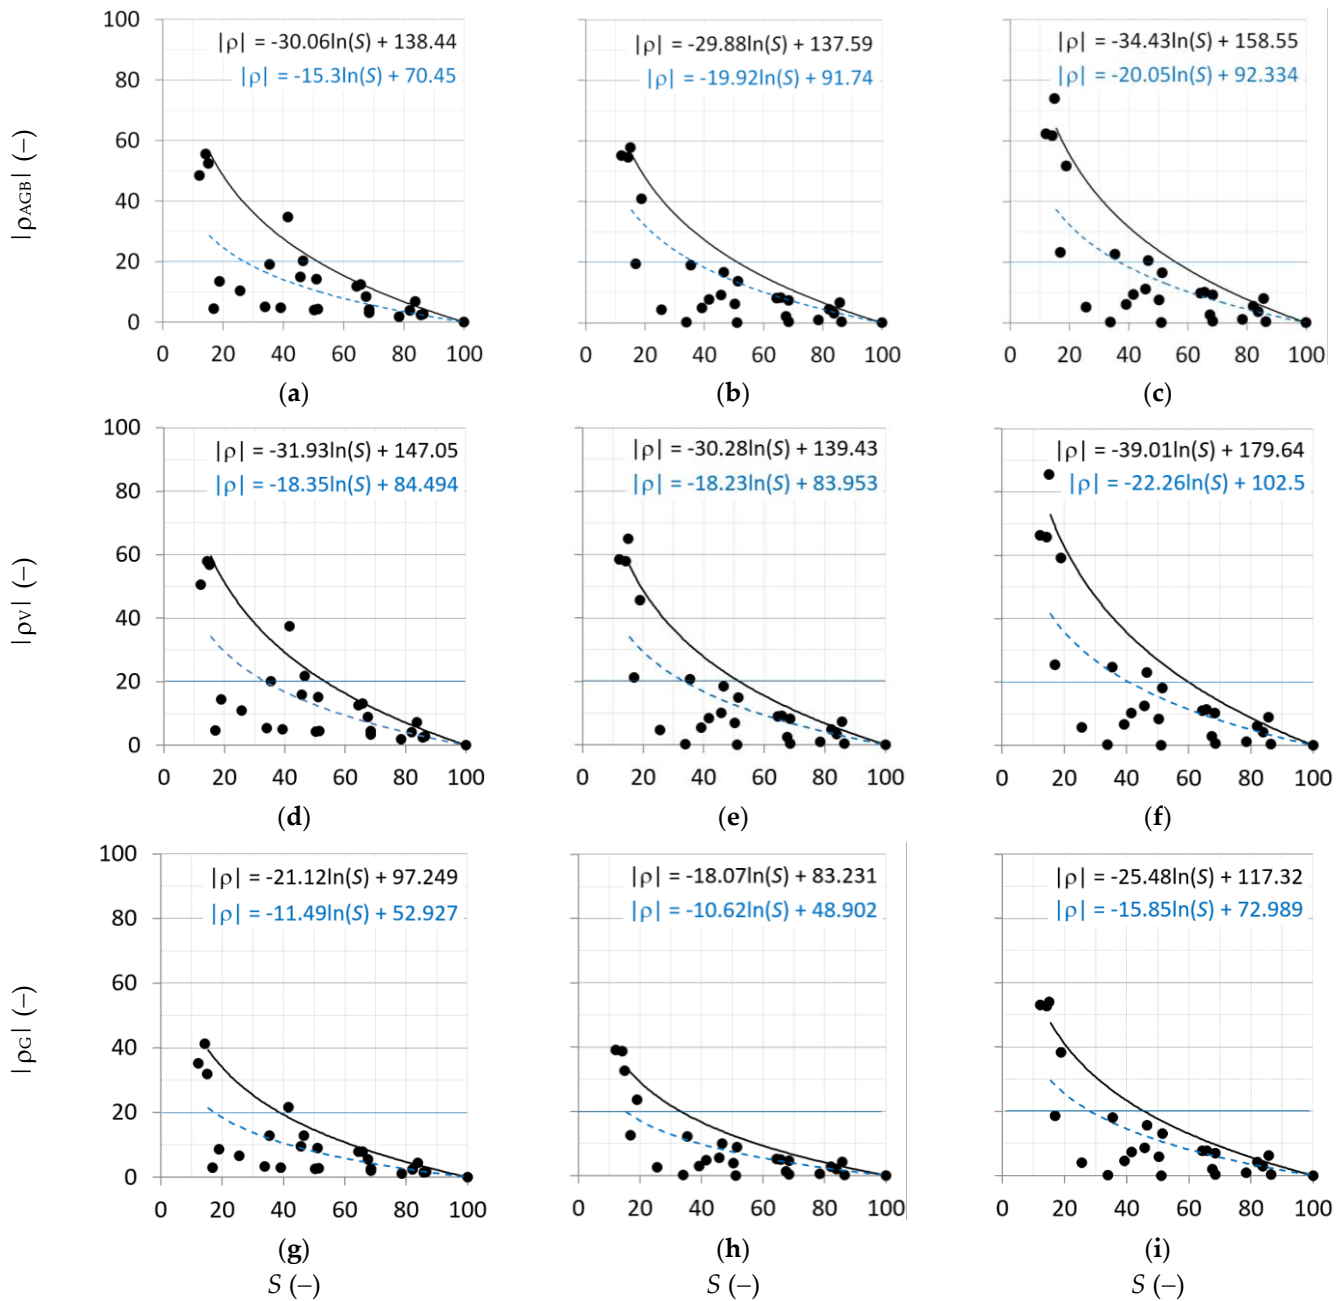 |ρAGB| (–)
100
80
60
40
20
0
|ρ| = -30.06ln(S) + 138.44
|ρ| = -15.3ln(S) + 70.45
0 20 40 60 80 100
(a)
|ρ| = -29.88ln(S) + 137.59
|ρ| = -19.92ln(S) + 91.74
0 20 40 60 80 100
(b)
|ρ| = -34.43ln(S) + 158.55
|ρ| = -20.05ln(S) + 92.334
0 20 40 60 80 100
(c)
|ρV| (–)
100
80
60
40
20
0
|ρ| = -31.93ln(S) + 147.05
|ρ| = -18.35ln(S) + 84.494
0 20 40 60 80 100
(d)
|ρ| = -30.28ln(S) + 139.43
|ρ| = -18.23ln(S) + 83.953
0 20 40 60 80 100
(e)
|ρ| = -39.01ln(S) + 179.64
|ρ| = -22.26ln(S) + 102.5
0 20 40 60 80 100
(f)
|ρG| (–)
100
80
60
40
20
0
|ρ| = -21.12ln(S) + 97.249
|ρ| = -11.49ln(S) + 52.927
0 20 40 60 80 100
(g)
S (–)
|ρ| = -18.07ln(S) + 83.231
|ρ| = -10.62ln(S) + 48.902
0 20 40 60 80 100
(h)
S (–)
|ρ| = -25.48ln(S) + 117.32
|ρ| = -15.85ln(S) + 72.989
0 20 40 60 80 100
(i)
S (–)